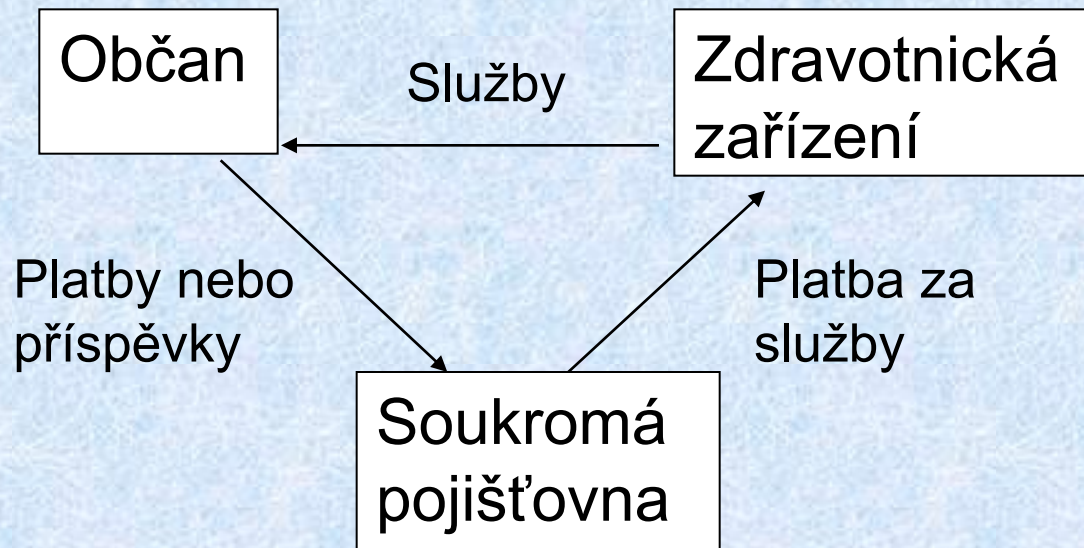 Občan
Služby
Zdravotnická
zařízení
Platby nebo
příspěvky
Platba za
služby
Soukromá
pojišťovna